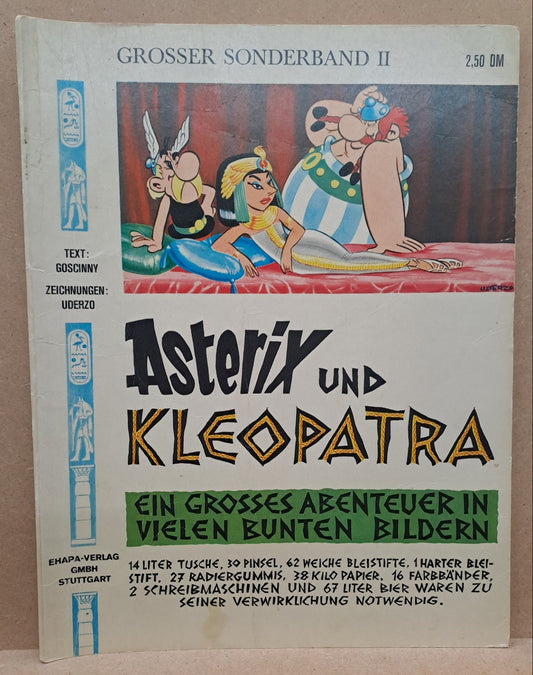 GROSSER SONDERBAND II
2,50 DM
UDERZO
TEXT:
GOSCINNY
ZEICHNUNGEN:
UDERZO
Asterix UND
KLEOPATRA
EIN GROSSES ABENTEUER IN
VIELEN BUNTEN BILDERN
EHAPA-VERLAG
GMBH
STUTTGART
14 LITER TUSCHE, 30 PINSEL, 62 WEICHE BLEISTIFTE, 1 HARTER BLEI-
STIFT, 27 RADIERGUMMIS, 38 KILO PAPIER, 16 FARBBÄNDER,
2 SCHREIBMASCHINEN UND 67 LITER BIER WAREN ZU
SEINER VERWIRKLICHUNG NOTWENDIG.